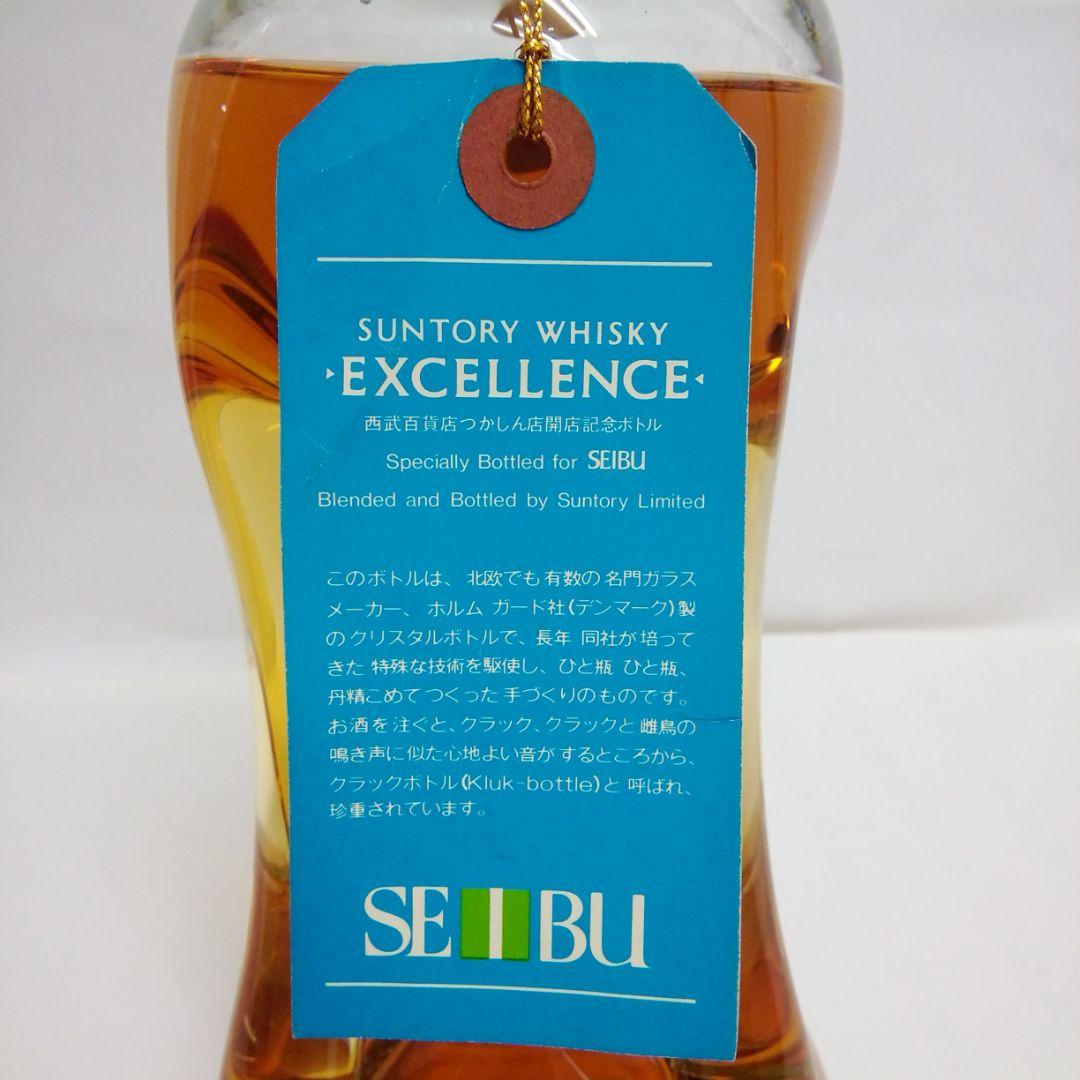 SUNTORY WHISKY
EXCELLENCE
西武百貨店つかしん店開店記念ボトル
Specially Bottled for SEIBU
Blended and Bottled by Suntory Limited
このボトルは、北欧でも有数の名門ガラス
メーカー、ホルム ガード社(デンマーク)製
のクリスタルボトルで、長年 同社が培って
きた 特殊な技術を駆使し、ひと瓶 ひと瓶、
丹精こめて つくった 手づくりのものです。
お酒を注ぐと、クラック、クラックと 雌鳥の
鳴き声に似た心地よい音が するところから、
クラックボトル(Kluk-bottle)と 呼ばれ、
珍重されています。
SEIBU